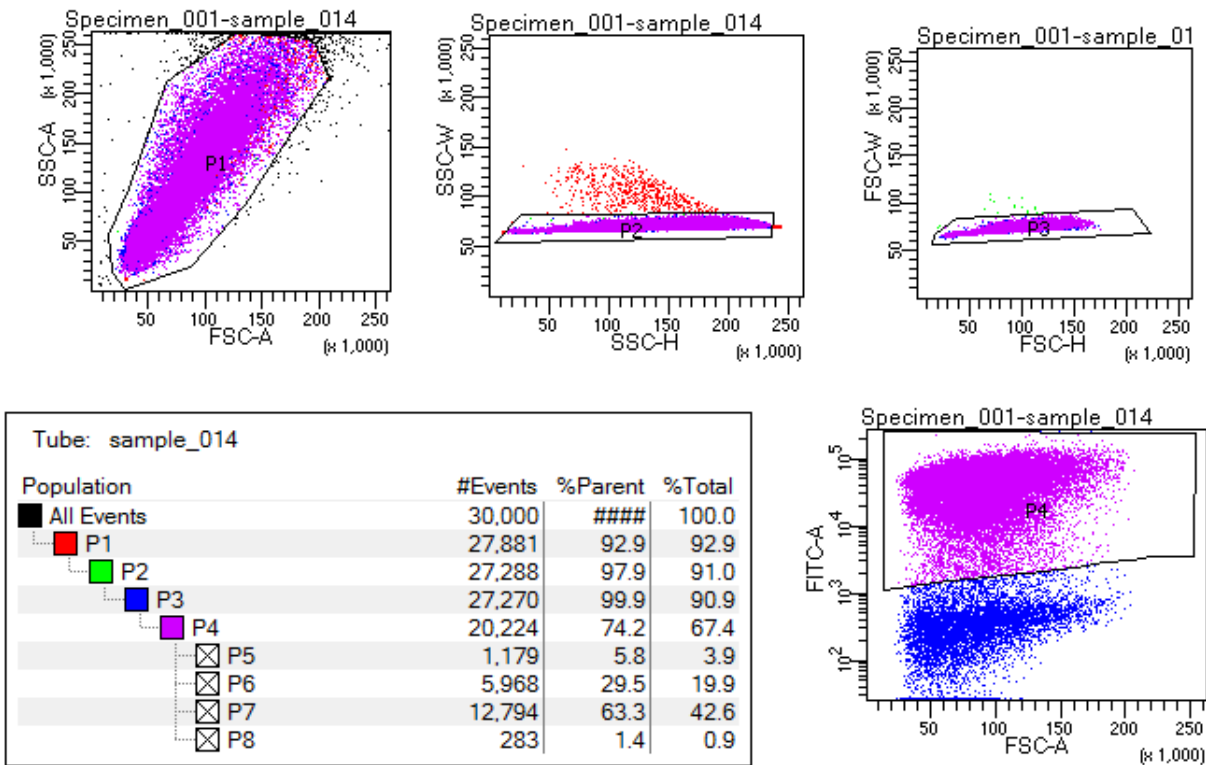 Specimen_001-sample_014
SSC-A
(x 1,000)
50 100 150 200 250
P1
50 100 150 200 250
FSC-A
(x 1,000)
Specimen_001-sample_014
SSC-W
(x 1,000)
50 100 150 200 250
P2
50 100 150 200 250
SSC-H
(x 1,000)
Specimen_001-sample_01
FSC-W
(x 1,000)
50 100 150 200 250
P3
50 100 150 200 250
FSC-H
(x 1,000)
Tube: sample_014
Population #Events %Parent %Total
All Events 30,000 #### 100.0
P1 27,881 92.9 92.9
P2 27,288 97.9 91.0
P3 27,270 99.9 90.9
P4 20,224 74.2 67.4
P5 1,179 5.8 3.9
P6 5,968 29.5 19.9
P7 12,794 63.3 42.6
P8 283 1.4 0.9
Specimen_001-sample_014
FITC-A
10^2 10^3 10^4 10^5
P4
50 100 150 200 250
FSC-A
(x 1,000)